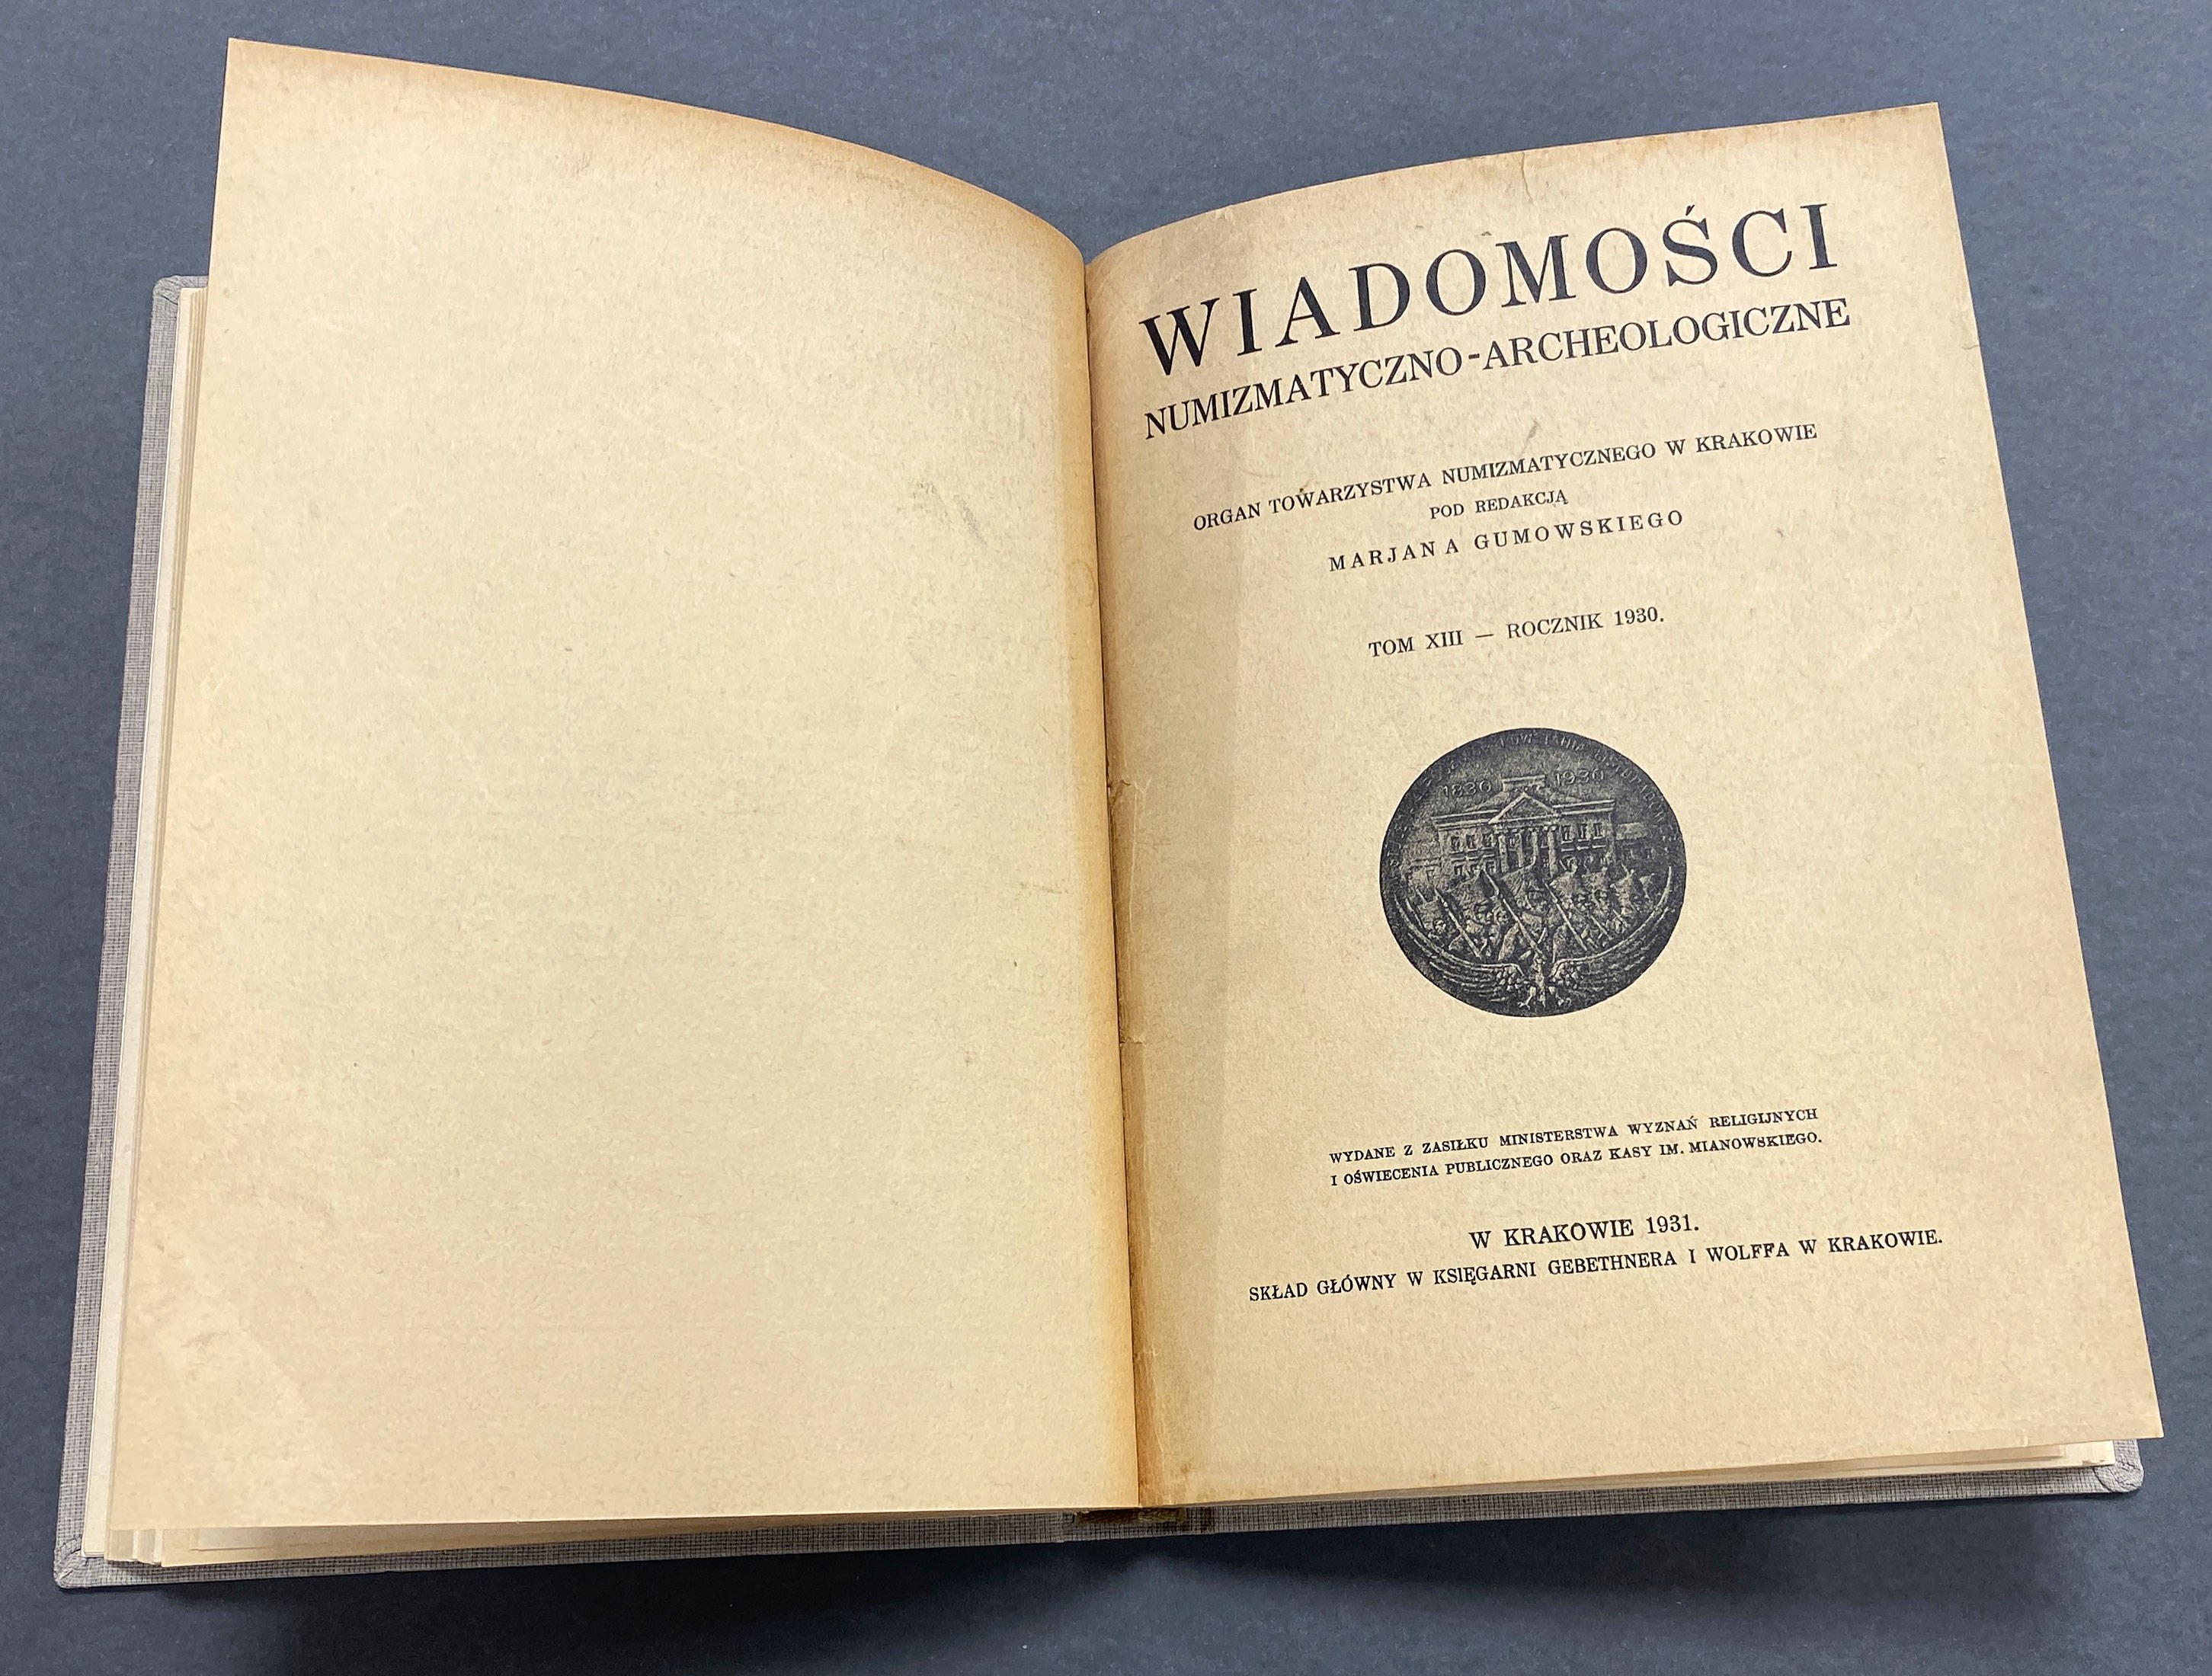 WIADOMOŚCI
NUMIZMATYCZNO-ARCHEOLOGICZNE
ORGAN TOWARZYSTWA NUMIZMATYCZNEGO W KRAKOWIE
POD REDAKCJĄ
MARJANA GUMOWSKIEGO
TOM XIII — ROCZNIK 1930.
1830 1930
WYDANE Z ZASIŁKU MINISTERSTWA WYZNAŃ RELIGIJNYCH
I OŚWIECENIA PUBLICZNEGO ORAZ KASY IM. MIANOWSKIEGO.
W KRAKOWIE 1931.
SKŁAD GŁÓWNY W KSIĘGARNI GEBETHNERA I WOLFFA W KRAKOWIE.